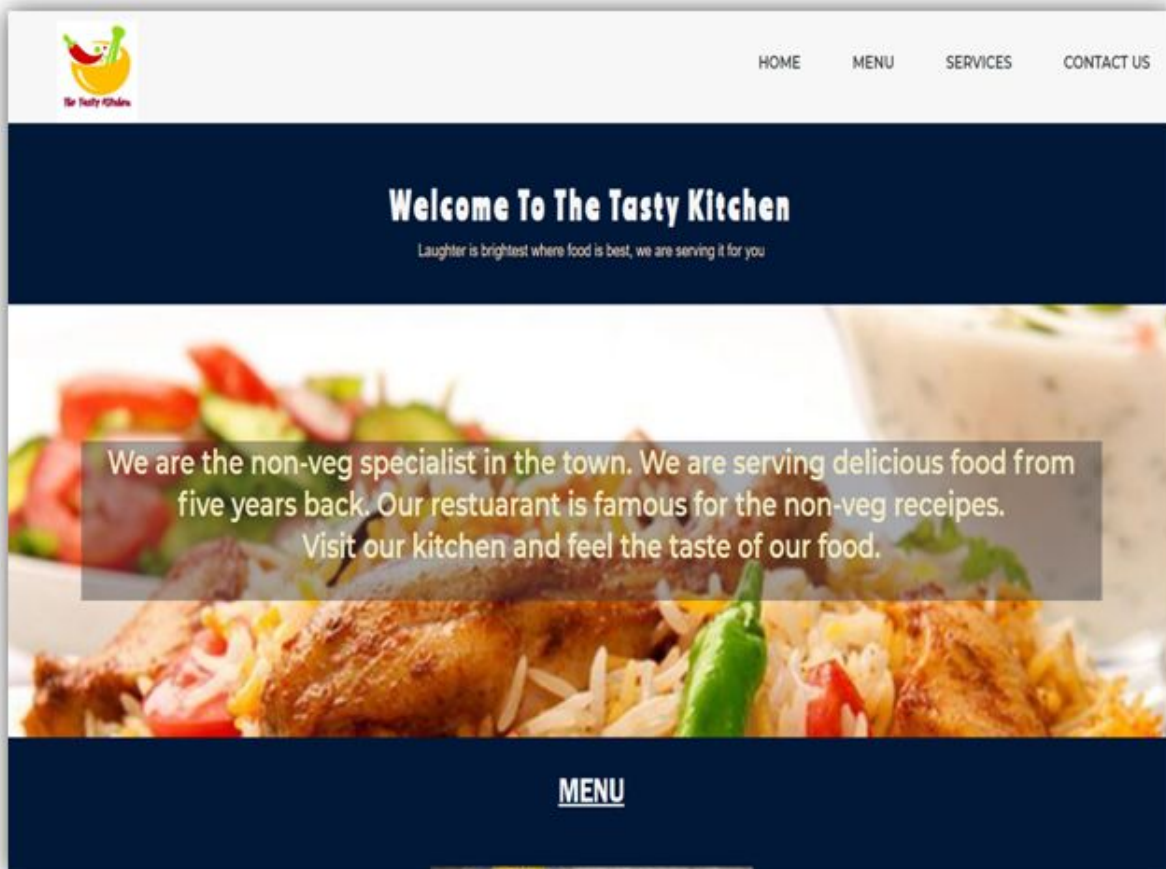 The Tasty Kitchen
HOME MENU SERVICES CONTACT US
Welcome To The Tasty Kitchen
Laughter is brightest where food is best, we are serving it for you
We are the non-veg specialist in the town. We are serving delicious food from
five years back. Our restuarant is famous for the non-veg receipes.
Visit our kitchen and feel the taste of our food.
MENU